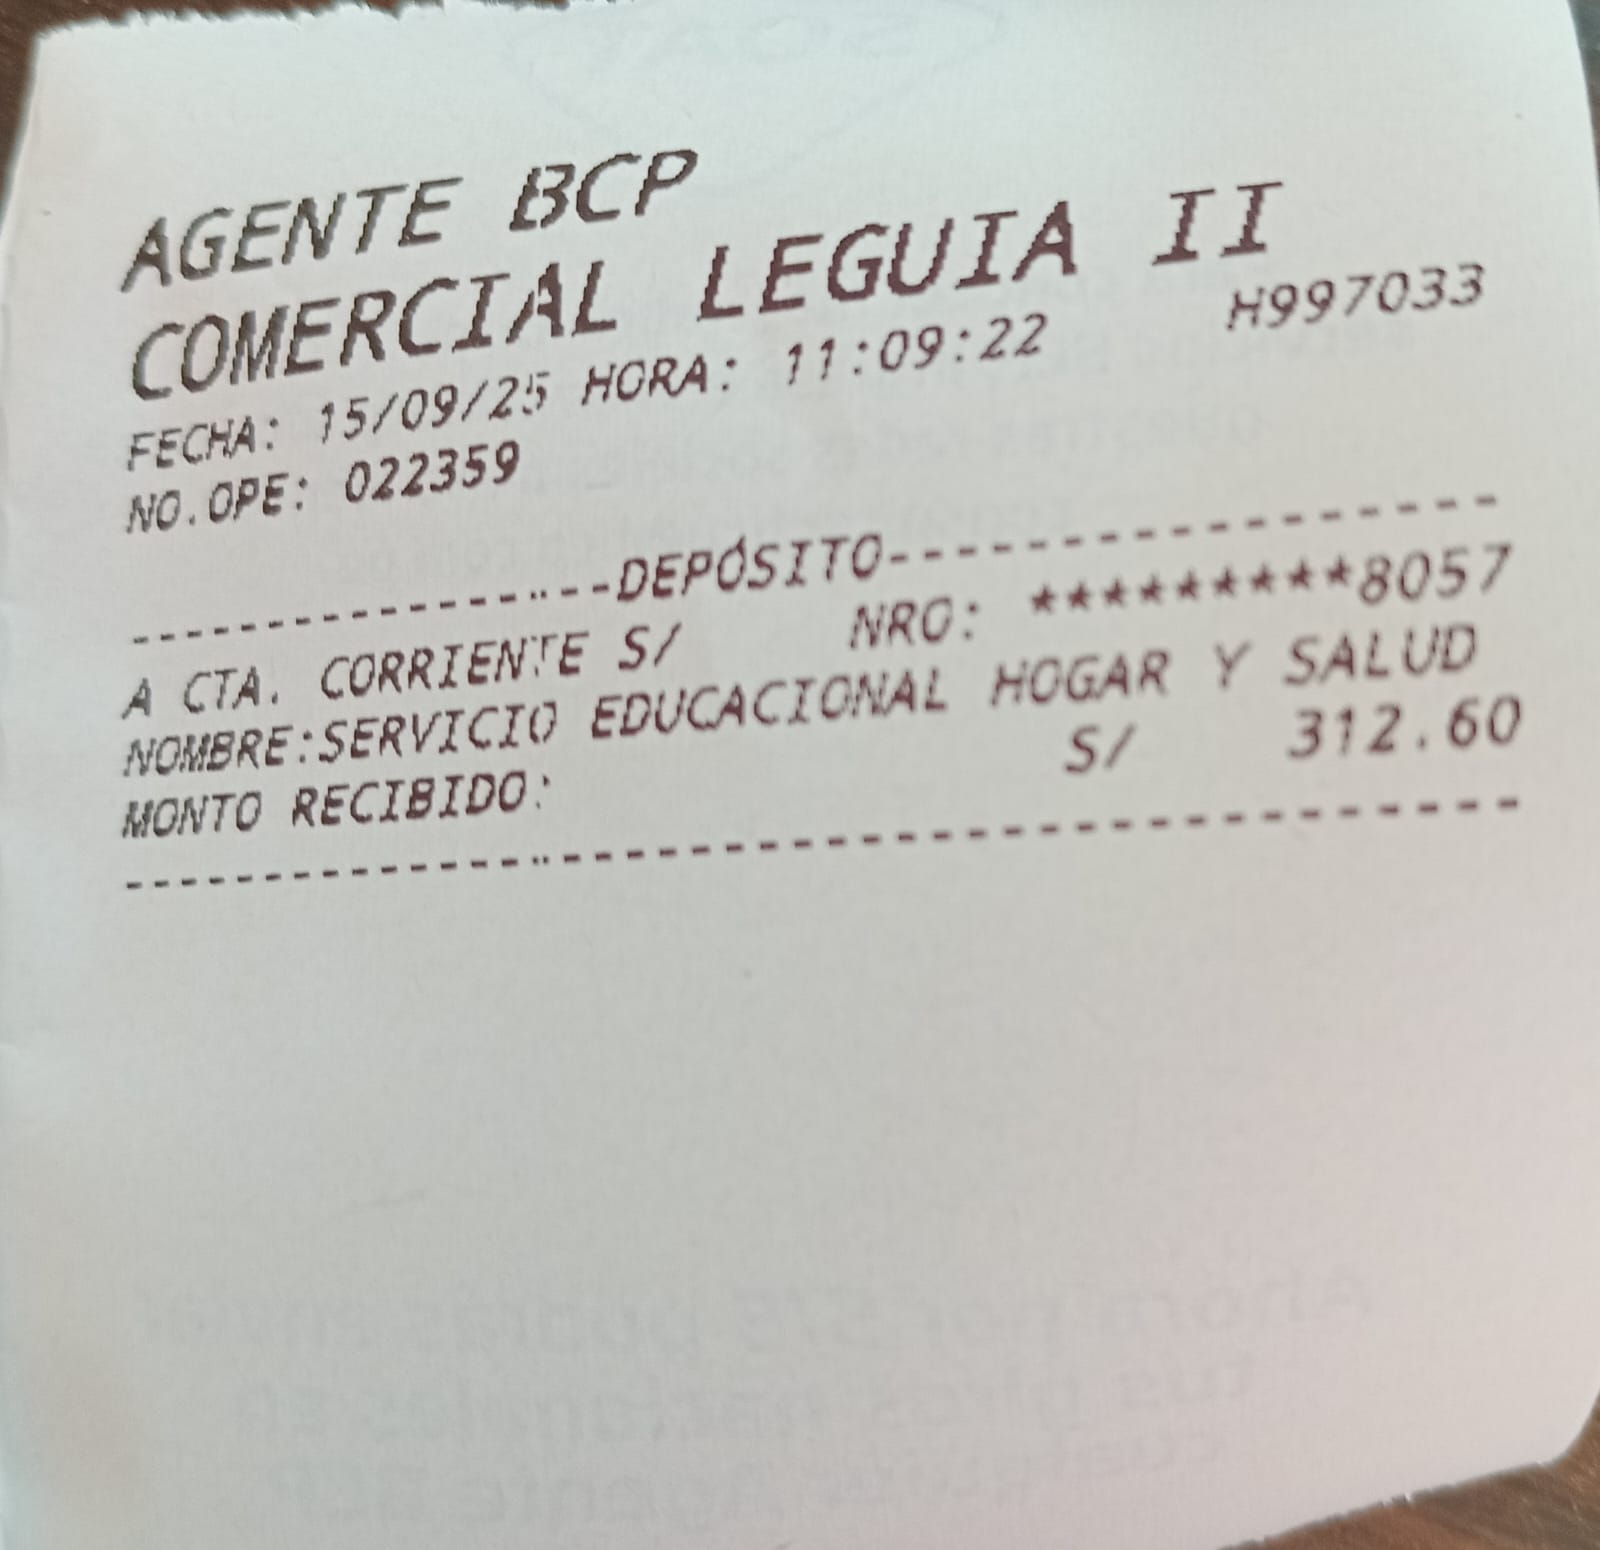 AGENTE BCP
COMERCIAL LEGUIA II
H997033
FECHA: 15/09/25 HORA: 11:09:22
NO.OPE: 022359
------------------DEPÓSITO------------------
A CTA. CORRIENTE S/ NRO: *********8057
NOMBRE:SERVICIO EDUCACIONAL HOGAR Y SALUD
MONTO RECIBIDO: S/ 312.60
--------------------------------------------